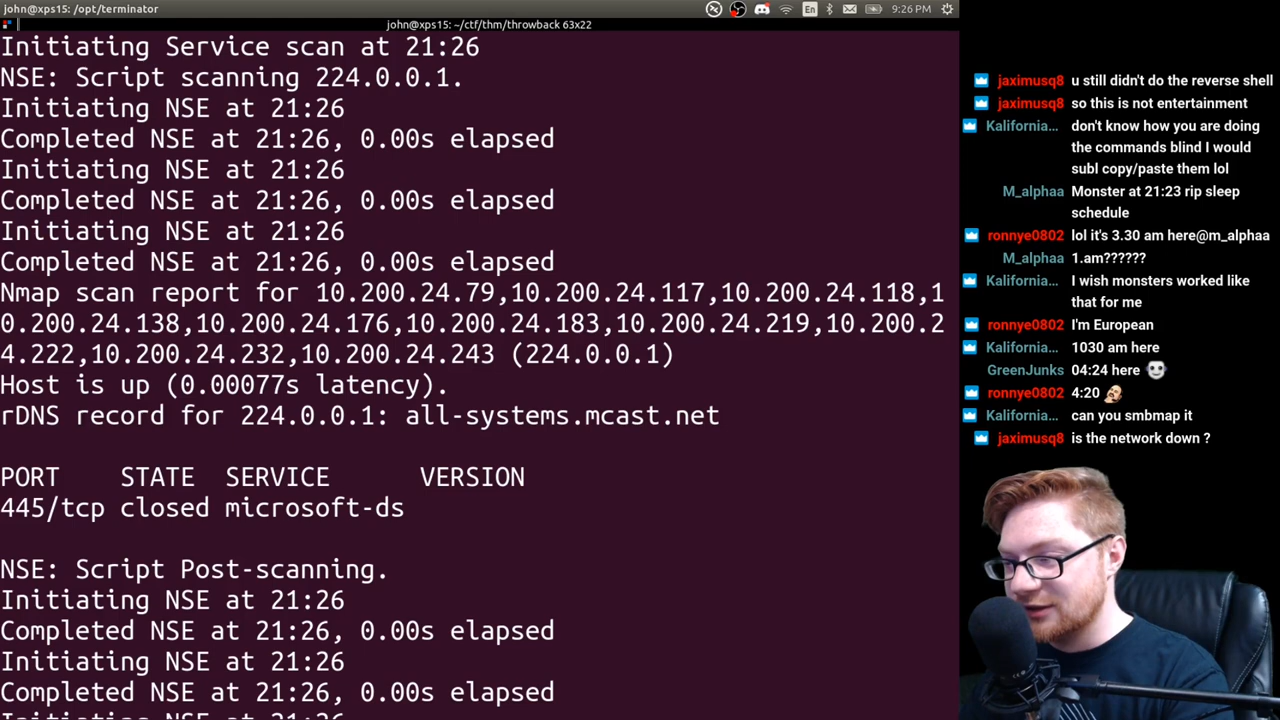 john@xps15: /opt/terminator
En
9:26 PM
john@xps15: ~/ctf/thm/throwback 63x22
Initiating Service scan at 21:26
NSE: Script scanning 224.0.0.1.
Initiating NSE at 21:26
Completed NSE at 21:26, 0.00s elapsed
Initiating NSE at 21:26
Completed NSE at 21:26, 0.00s elapsed
Initiating NSE at 21:26
Completed NSE at 21:26, 0.00s elapsed
Nmap scan report for 10.200.24.79,10.200.24.117,10.200.24.118,1
0.200.24.138,10.200.24.176,10.200.24.183,10.200.24.219,10.200.2
4.222,10.200.24.232,10.200.24.243 (224.0.0.1)
Host is up (0.00077s latency).
rDNS record for 224.0.0.1: all-systems.mcast.net
PORT STATE SERVICE VERSION
445/tcp closed microsoft-ds
NSE: Script Post-scanning.
Initiating NSE at 21:26
Completed NSE at 21:26, 0.00s elapsed
Initiating NSE at 21:26
Completed NSE at 21:26, 0.00s elapsed
jaximusq8 u still didn't do the reverse shell
jaximusq8 so this is not entertainment
Kalifornia... don't know how you are doing
the commands blind I would
subl copy/paste them lol
M_alphaa Monster at 21:23 rip sleep
schedule
ronnye0802 lol it's 3.30 am here@m_alphaa
M_alphaa 1.am??????
Kalifornia... I wish monsters worked like
that for me
ronnye0802 I'm European
Kalifornia... 1030 am here
GreenJunks 04:24 here
ronnye0802 4:20
Kalifornia... can you smbmap it
jaximusq8 is the network down ?